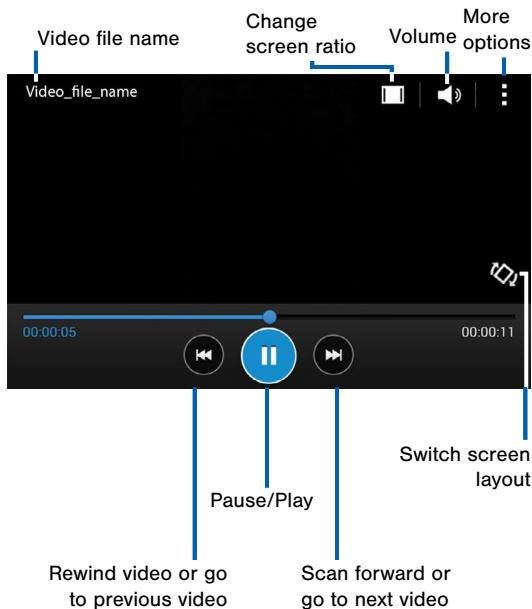 Video file name
Change
screen ratio
Volume
More
options
Video_file_name
00:00:05
00:00:11
Switch screen
layout
Pause/Play
Rewind video or go
to previous video
Scan forward or
go to next video